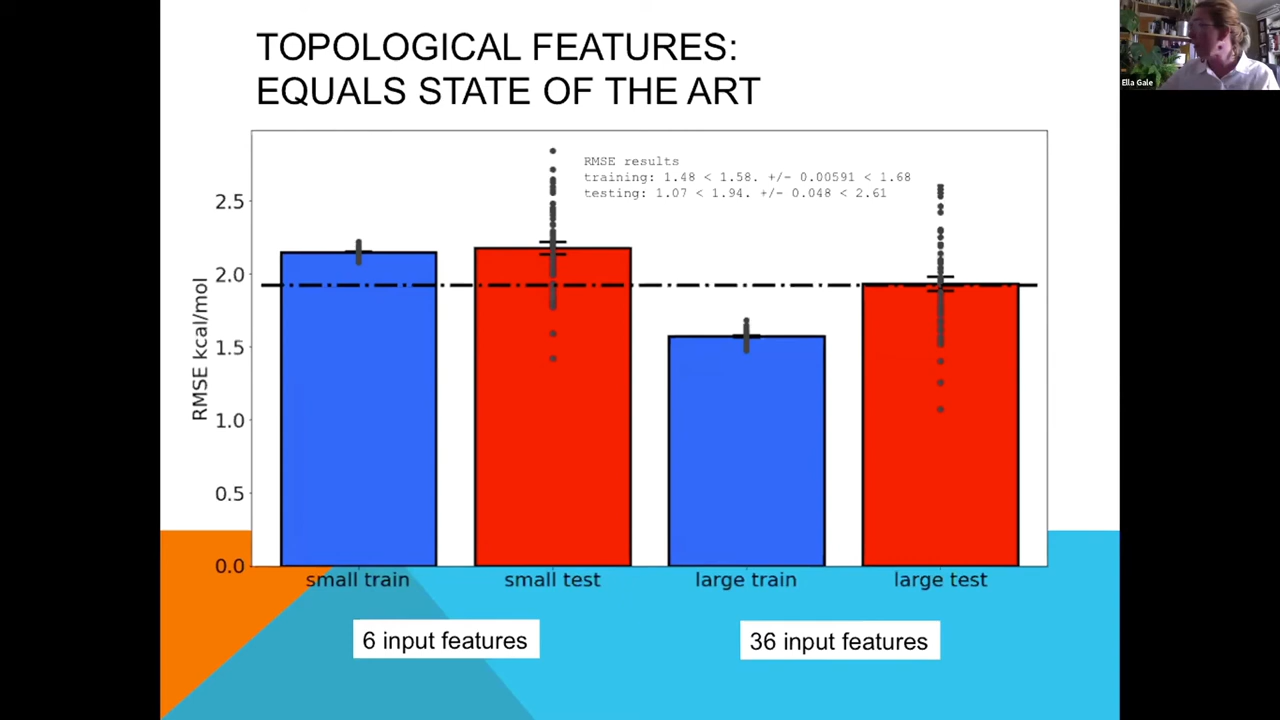 TOPOLOGICAL FEATURES:
EQUALS STATE OF THE ART
Ella Gale
RMSE results
training: 1.48 < 1.58. +/- 0.00591 < 1.68
testing: 1.07 < 1.94. +/- 0.048 < 2.61
RMSE kcal/mol
2.5
2.0
1.5
1.0
0.5
0.0
small train small test large train large test
6 input features 36 input features